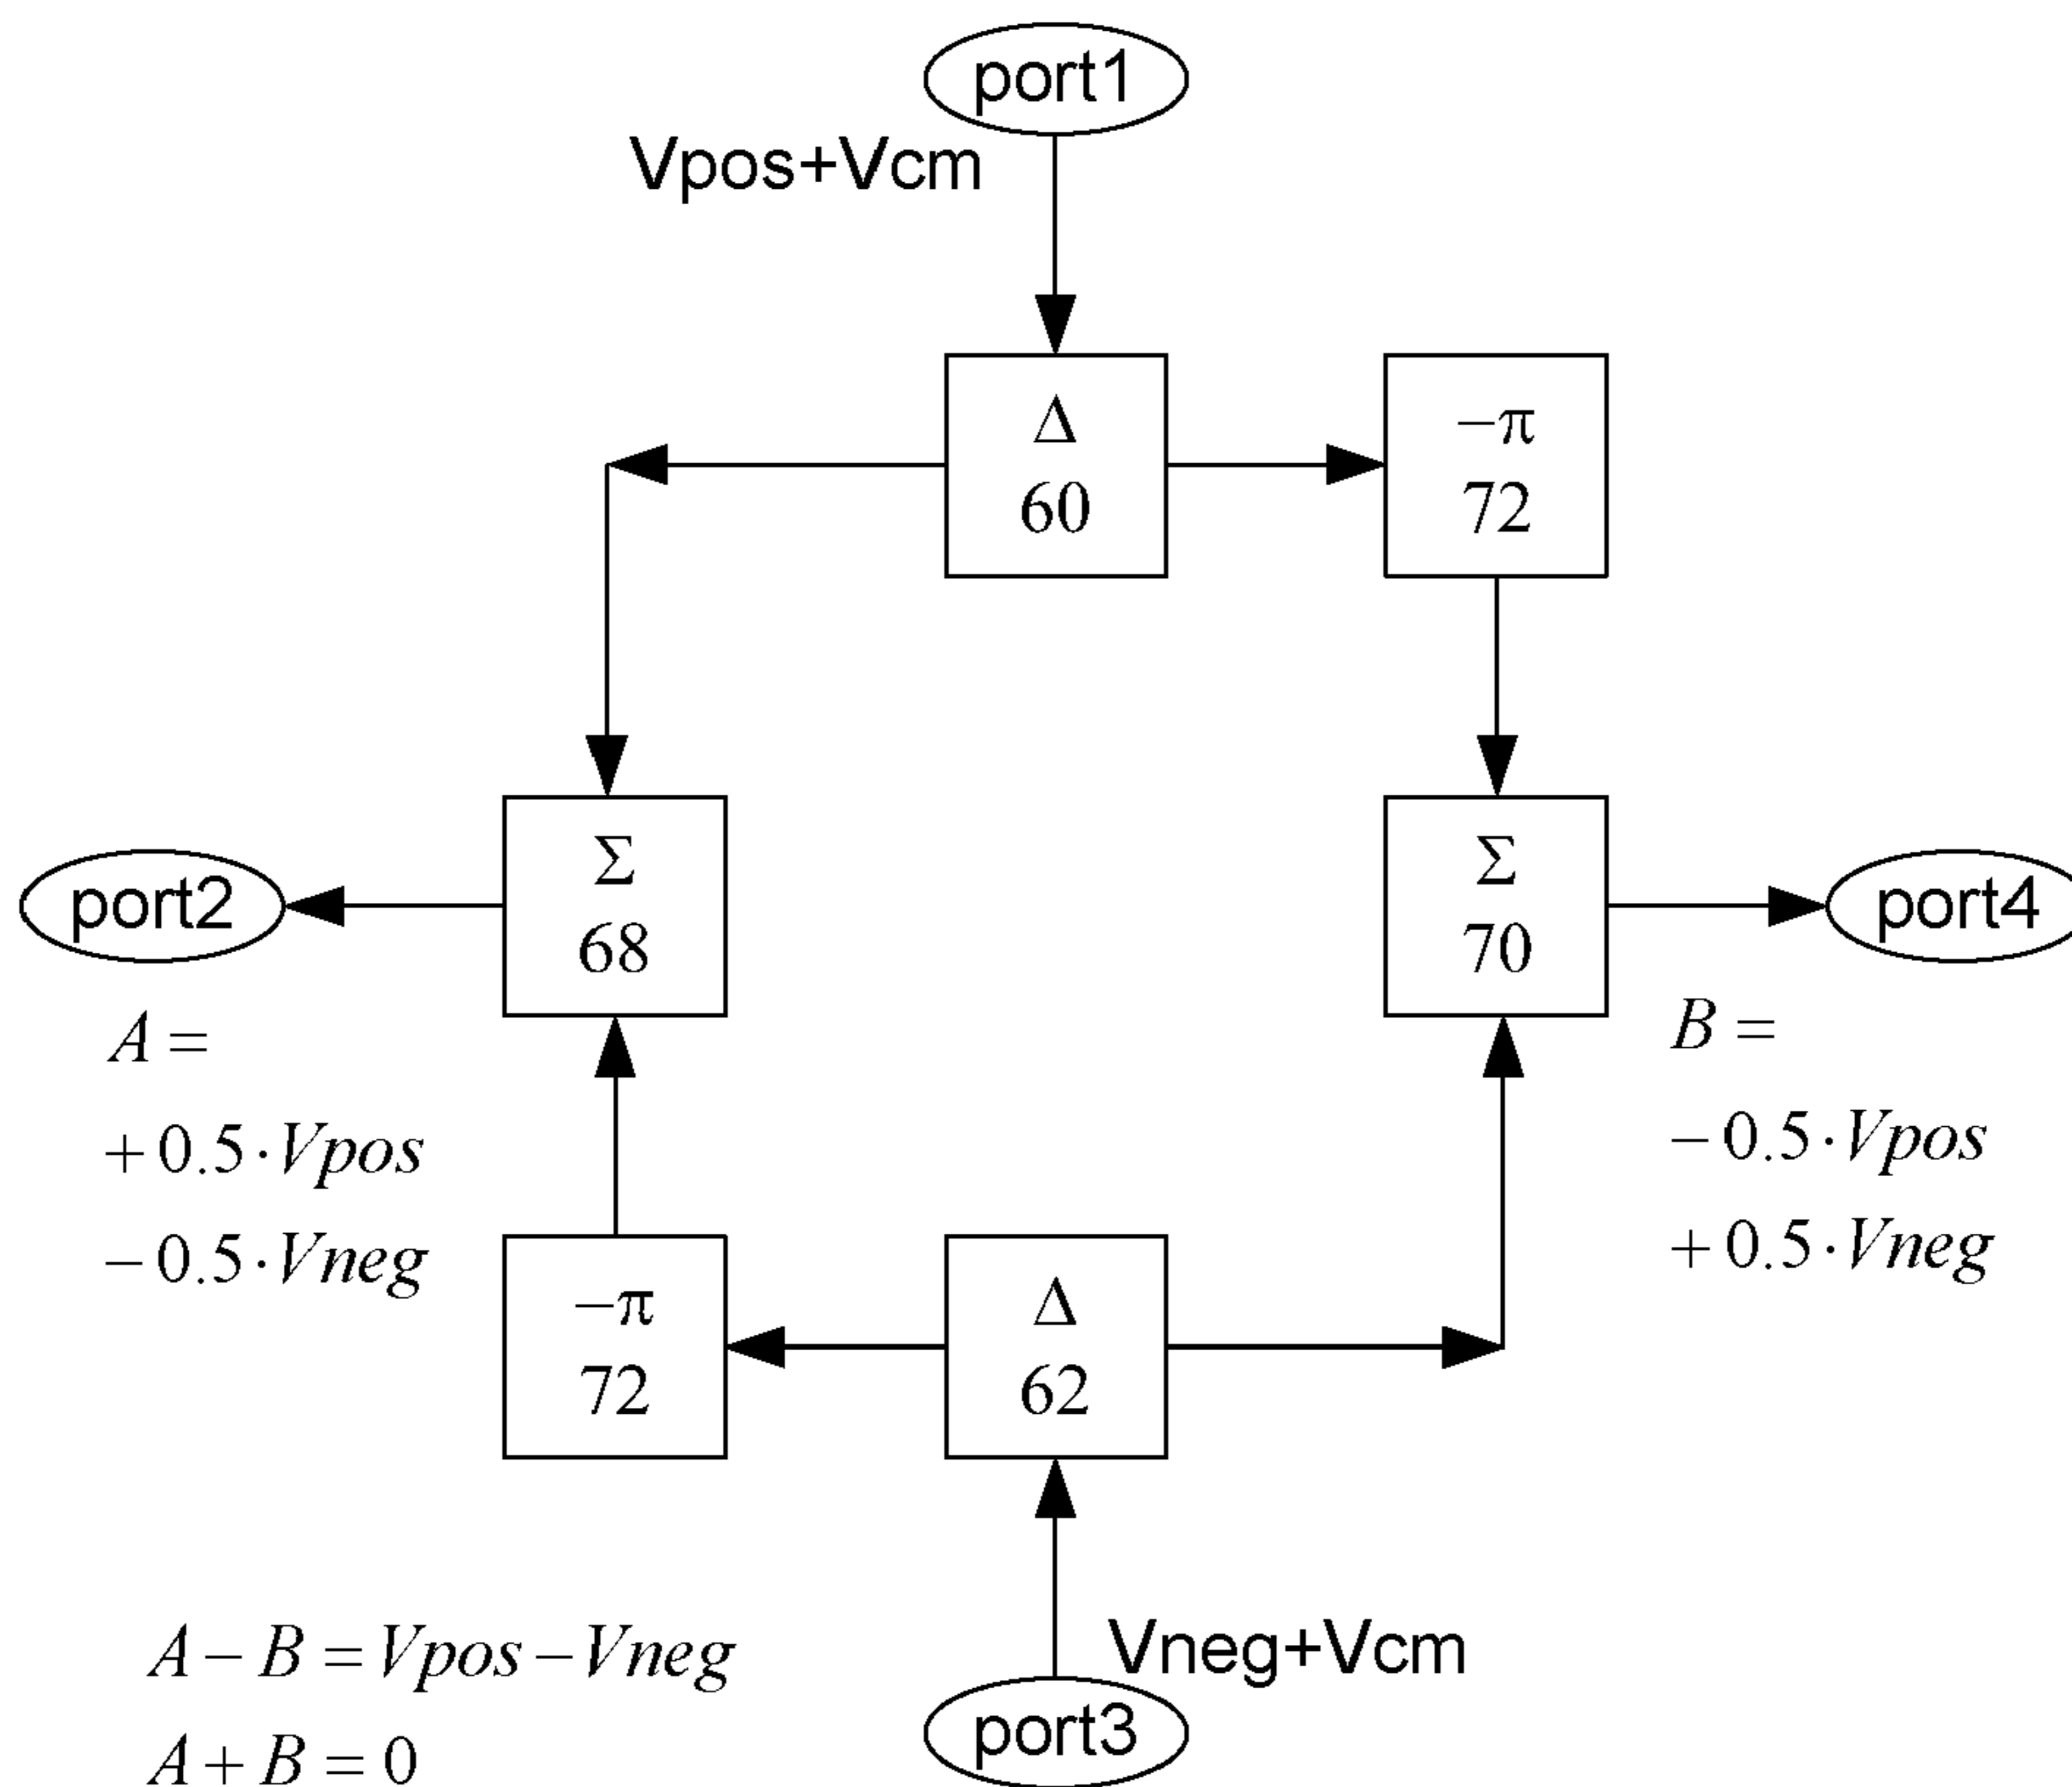 port1
Vpos+Vcm
Δ
60
−π
72
Σ
68
Σ
70
port2
port4
A =
+ 0.5 · Vpos
− 0.5 · Vneg
B =
− 0.5 · Vpos
+ 0.5 · Vneg
−π
72
Δ
62
A − B = Vpos − Vneg
A + B = 0
Vneg+Vcm
port3